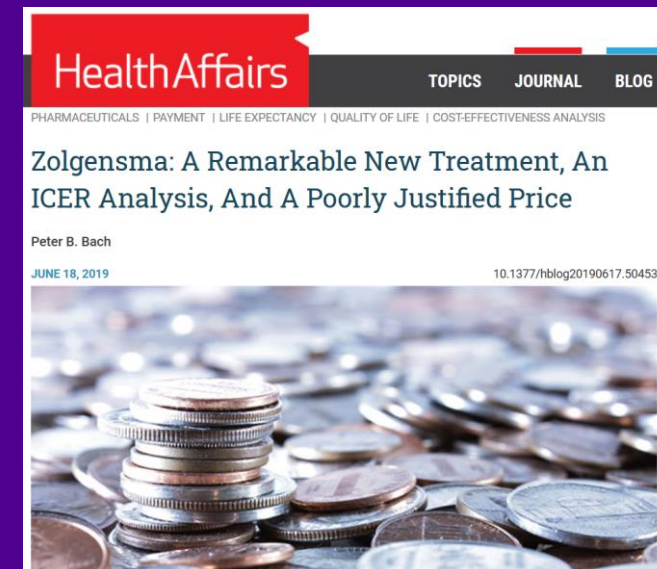 HealthAffairs
TOPICS JOURNAL BLOG
PHARMACEUTICALS | PAYMENT | LIFE EXPECTANCY | QUALITY OF LIFE | COST-EFFECTIVENESS ANALYSIS
Zolgensma: A Remarkable New Treatment, An
ICER Analysis, And A Poorly Justified Price
Peter B. Bach
JUNE 18, 2019 10.1377/hblog20190617.50453